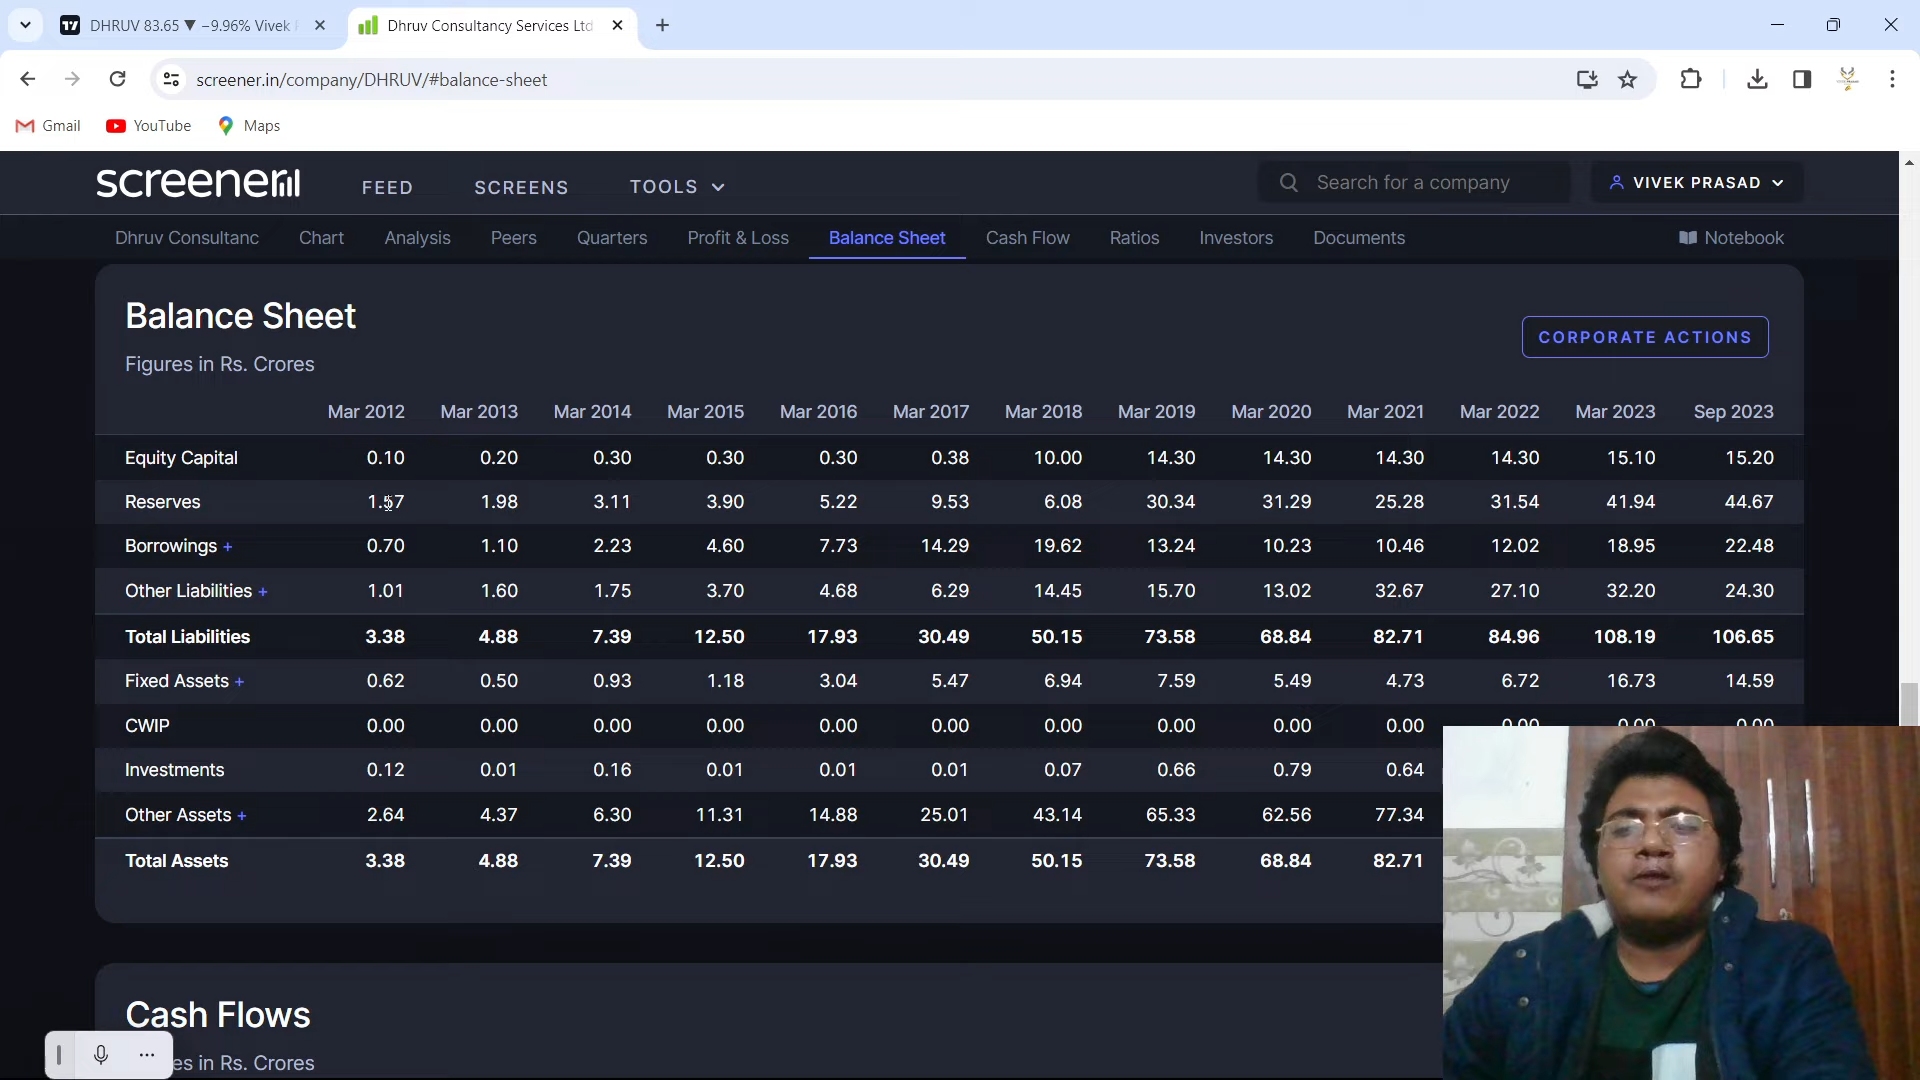 DHRUV 83.65 ▼ −9.96% Vivek
Dhruv Consultancy Services Ltd
screener.in/company/DHRUV/#balance-sheet
Gmail YouTube Maps
screener
FEED SCREENS TOOLS
Search for a company
VIVEK PRASAD
Dhruv Consultanc Chart Analysis Peers Quarters Profit & Loss Balance Sheet Cash Flow Ratios Investors Documents Notebook
Balance Sheet
CORPORATE ACTIONS
Figures in Rs. Crores
Mar 2012 Mar 2013 Mar 2014 Mar 2015 Mar 2016 Mar 2017 Mar 2018 Mar 2019 Mar 2020 Mar 2021 Mar 2022 Mar 2023 Sep 2023
Equity Capital 0.10 0.20 0.30 0.30 0.30 0.38 10.00 14.30 14.30 14.30 14.30 15.10 15.20
Reserves 1.57 1.98 3.11 3.90 5.22 9.53 6.08 30.34 31.29 25.28 31.54 41.94 44.67
Borrowings + 0.70 1.10 2.23 4.60 7.73 14.29 19.62 13.24 10.23 10.46 12.02 18.95 22.48
Other Liabilities + 1.01 1.60 1.75 3.70 4.68 6.29 14.45 15.70 13.02 32.67 27.10 32.20 24.30
Total Liabilities 3.38 4.88 7.39 12.50 17.93 30.49 50.15 73.58 68.84 82.71 84.96 108.19 106.65
Fixed Assets + 0.62 0.50 0.93 1.18 3.04 5.47 6.94 7.59 5.49 4.73 6.72 16.73 14.59
CWIP 0.00 0.00 0.00 0.00 0.00 0.00 0.00 0.00 0.00 0.00 0.00 0.00 0.00
Investments 0.12 0.01 0.16 0.01 0.01 0.01 0.07 0.66 0.79 0.64
Other Assets + 2.64 4.37 6.30 11.31 14.88 25.01 43.14 65.33 62.56 77.34
Total Assets 3.38 4.88 7.39 12.50 17.93 30.49 50.15 73.58 68.84 82.71
Cash Flows
es in Rs. Crores